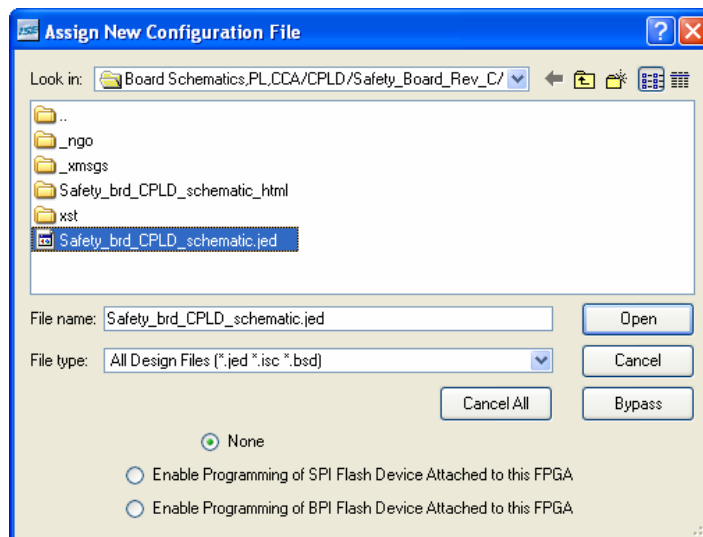 ISE Assign New Configuration File
Look in: Board Schematics,PL,CCA/CPLD/Safety_Board_Rev_C/
..
_ngo
_xmsgs
Safety_brd_CPLD_schematic_html
xst
Safety_brd_CPLD_schematic.jed
File name: Safety_brd_CPLD_schematic.jed Open
File type: All Design Files (*.jed *.isc *.bsd) Cancel
Cancel All Bypass
None
Enable Programming of SPI Flash Device Attached to this FPGA
Enable Programming of BPI Flash Device Attached to this FPGA